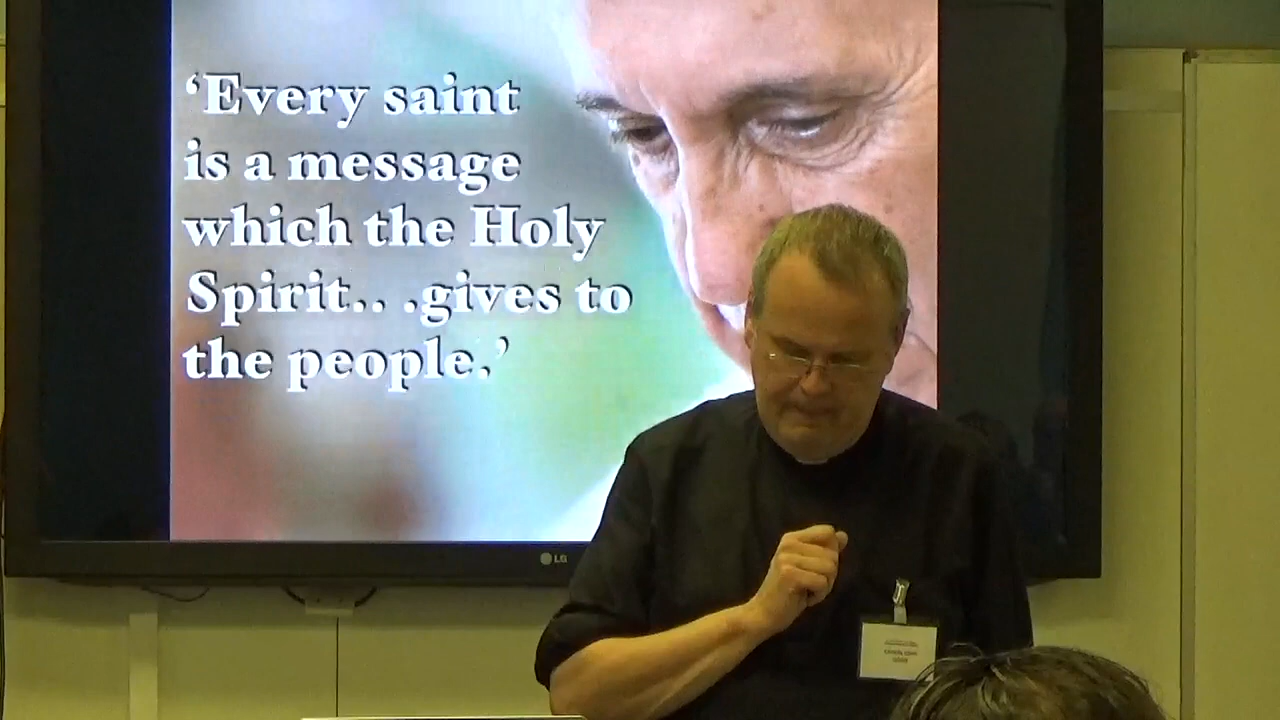 ‘Every saint
is a message
which the Holy
Spirit.. .gives to
the people.’
LG